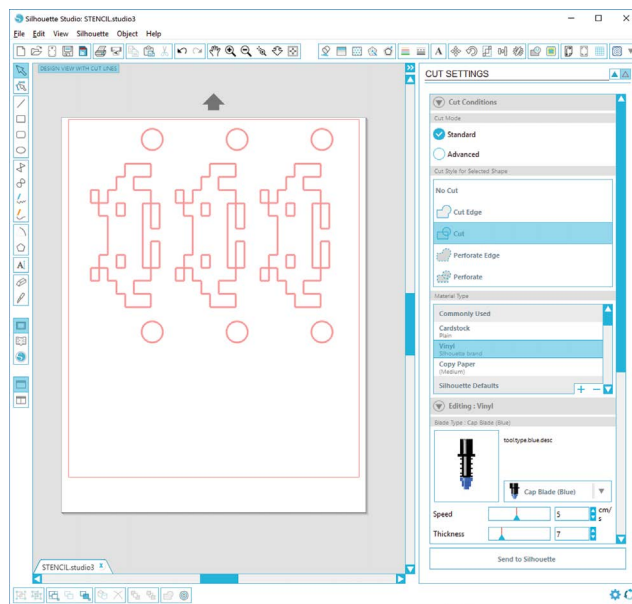 Silhouette Studio: STENCIL.studio3
File Edit View Silhouette Object Help
DESIGN VIEW WITH CUT LINES
CUT SETTINGS
Cut Conditions
Cut Mode
Standard
Advanced
Cut Style for Selected Shape
No Cut
Cut Edge
Cut
Perforate Edge
Perforate
Material Type
Commonly Used
Cardstock
Plain
Vinyl
Silhouette brand
Copy Paper
(Medium)
Silhouette Defaults
Editing : Vinyl
Blade Type : Cap Blade (Blue)
tool.type.blue.desc
Cap Blade (Blue)
Speed 5 cm/s
Thickness 7
Send to Silhouette
STENCIL.studio3 x